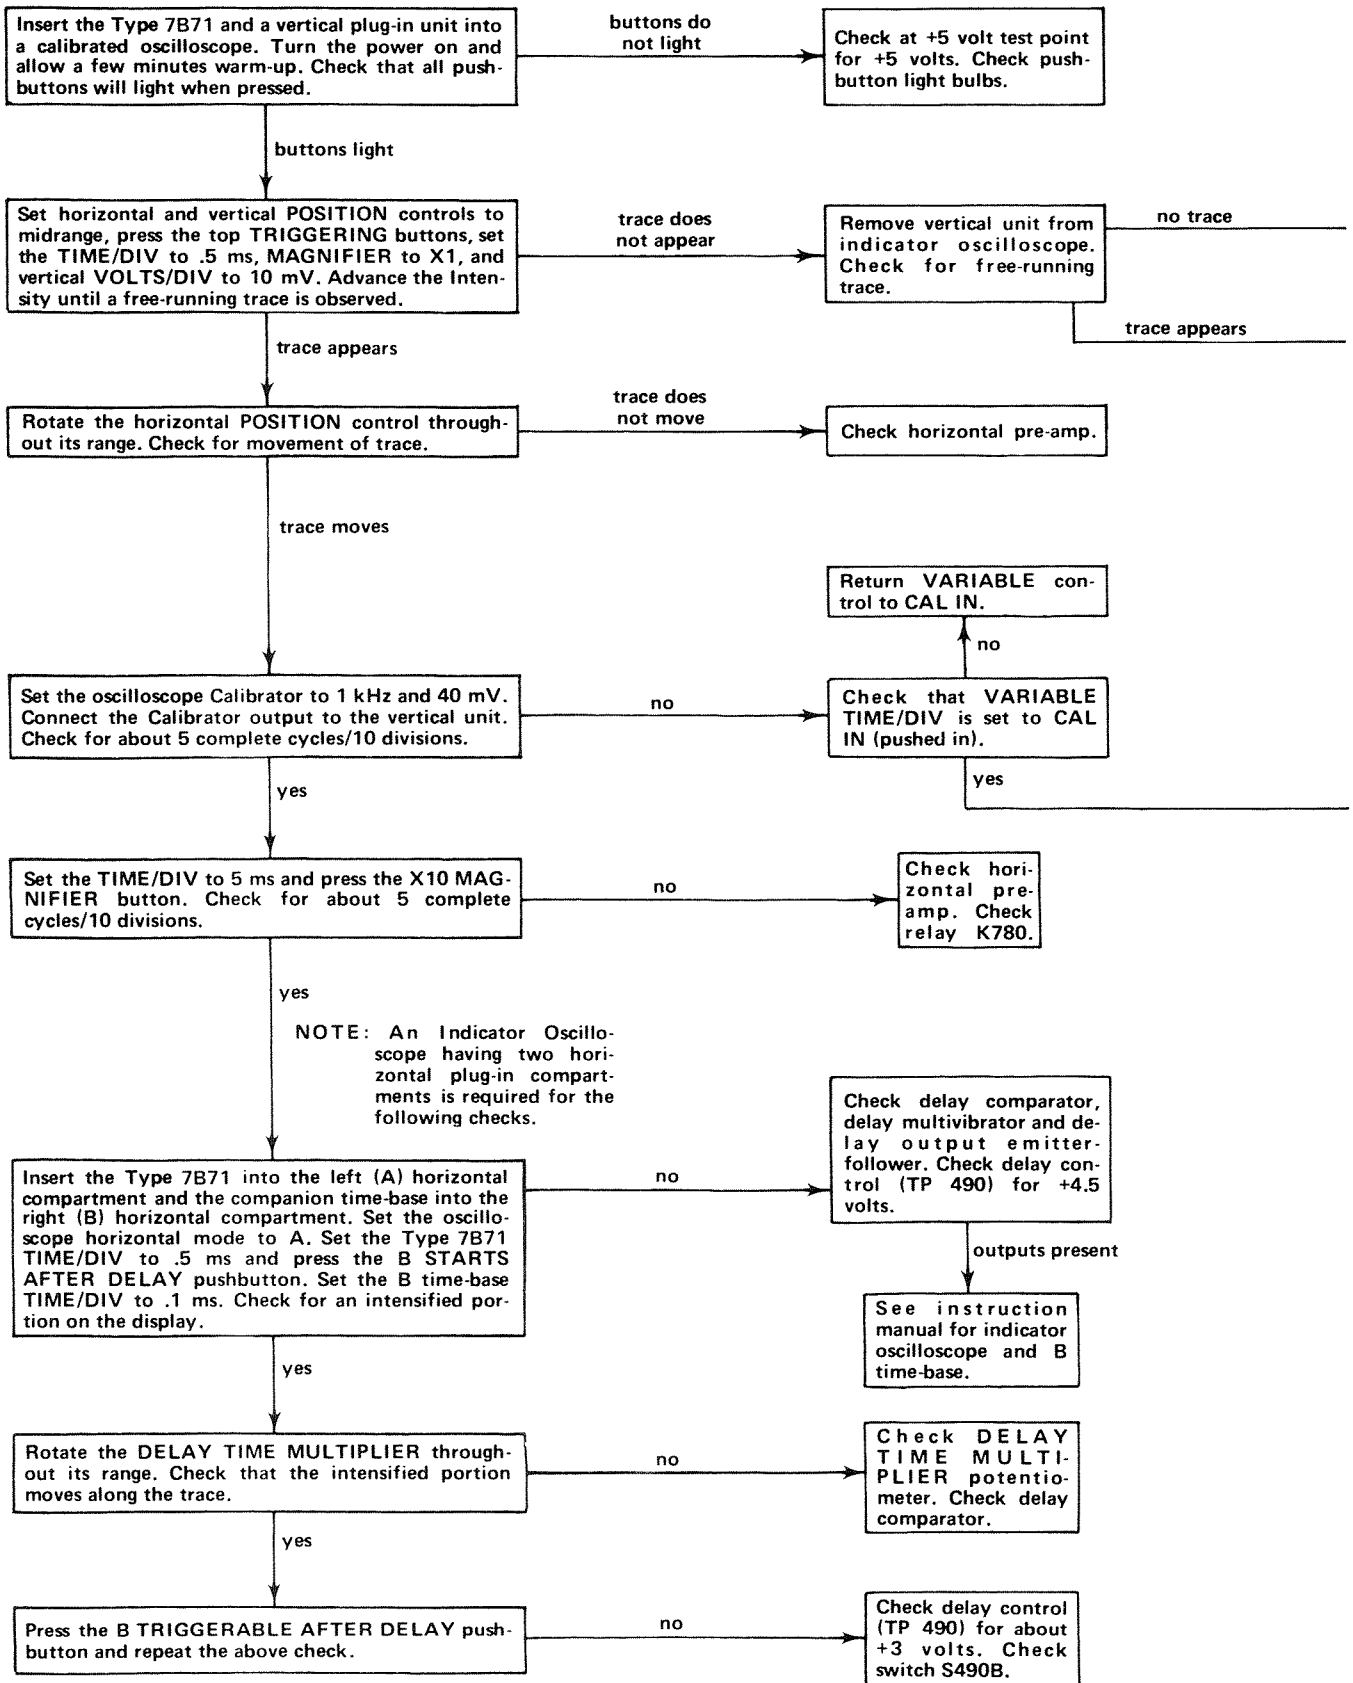 Insert the Type 7B71 and a vertical plug-in unit into
a calibrated oscilloscope. Turn the power on and
allow a few minutes warm-up. Check that all push-
buttons will light when pressed.
buttons do
not light
Check at +5 volt test point
for +5 volts. Check push-
button light bulbs.
buttons light
Set horizontal and vertical POSITION controls to
midrange, press the top TRIGGERING buttons, set
the TIME/DIV to .5 ms, MAGNIFIER to X1, and
vertical VOLTS/DIV to 10 mV. Advance the Inten-
sity until a free-running trace is observed.
trace does
not appear
Remove vertical unit from
indicator oscilloscope.
Check for free-running
trace.
no trace
trace appears
trace appears
Rotate the horizontal POSITION control through-
out its range. Check for movement of trace.
trace does
not move
Check horizontal pre-amp.
trace moves
Return VARIABLE con-
trol to CAL IN.
no
Set the oscilloscope Calibrator to 1 kHz and 40 mV.
Connect the Calibrator output to the vertical unit.
Check for about 5 complete cycles/10 divisions.
no
Check that VARIABLE
TIME/DIV is set to CAL
IN (pushed in).
yes
yes
Set the TIME/DIV to 5 ms and press the X10 MAG-
NIFIER button. Check for about 5 complete
cycles/10 divisions.
no
Check hori-
zontal pre-
amp. Check
relay K780.
yes
NOTE: An Indicator Oscillo-
scope having two hori-
zontal plug-in compart-
ments is required for the
following checks.
Insert the Type 7B71 into the left (A) horizontal
compartment and the companion time-base into the
right (B) horizontal compartment. Set the oscillo-
scope horizontal mode to A. Set the Type 7B71
TIME/DIV to .5 ms and press the B STARTS
AFTER DELAY pushbutton. Set the B time-base
TIME/DIV to .1 ms. Check for an intensified por-
tion on the display.
no
Check delay comparator,
delay multivibrator and de-
lay output emitter-
follower. Check delay con-
trol (TP 490) for +4.5
volts.
outputs present
See instruction
manual for indicator
oscilloscope and B
time-base.
yes
Rotate the DELAY TIME MULTIPLIER through-
out its range. Check that the intensified portion
moves along the trace.
no
Check DELAY
TIME MULTI-
PLIER potentio-
meter. Check delay
comparator.
yes
Press the B TRIGGERABLE AFTER DELAY push-
button and repeat the above check.
no
Check delay control
(TP 490) for about
+3 volts. Check
switch S490B.